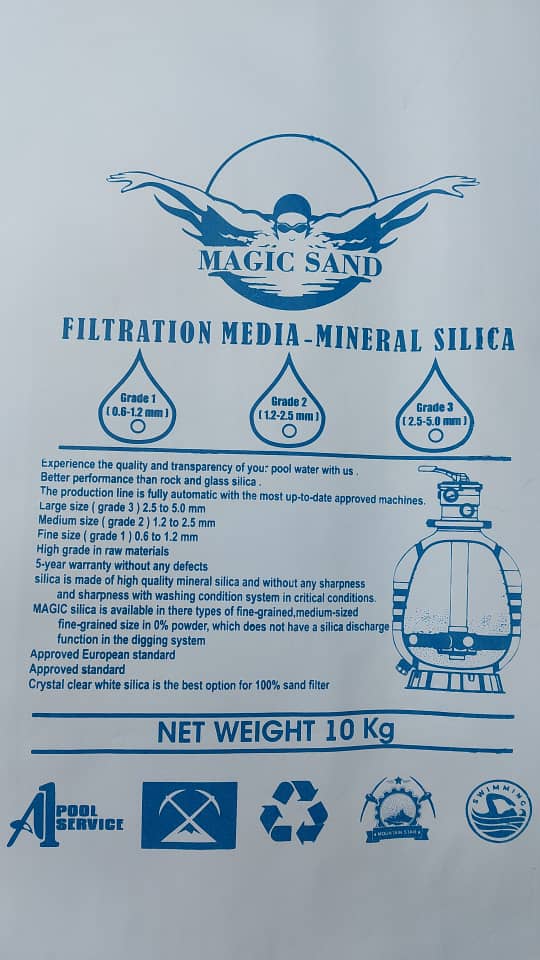 MAGIC SAND
FILTRATION MEDIA-MINERAL SILICA
Grade 1
(0.6-1.2 mm)
Grade 2
(1.2-2.5 mm)
Grade 3
(2.5-5.0 mm)
Experience the quality and transparency of your pool water with us .
Better performance than rock and glass silica .
The production line is fully automatic with the most up-to-date approved machines.
Large size ( grade 3 ) 2.5 to 5.0 mm
Medium size ( grade 2 ) 1.2 to 2.5 mm
Fine size ( grade 1 ) 0.6 to 1.2 mm
High grade in raw materials
5-year warranty without any defects
silica is made of high quality mineral silica and without any sharpness
and sharpness with washing condition system in critical conditions.
MAGIC silica is available in there types of fine-grained,medium-sized
fine-grained size in 0% powder, which does not have a silica discharge
function in the digging system
Approved European standard
Approved standard
Crystal clear white silica is the best option for 100% sand filter
NET WEIGHT 10 Kg
A1 POOL
SERVICE
MOUNTAIN STAR
SWIMMING